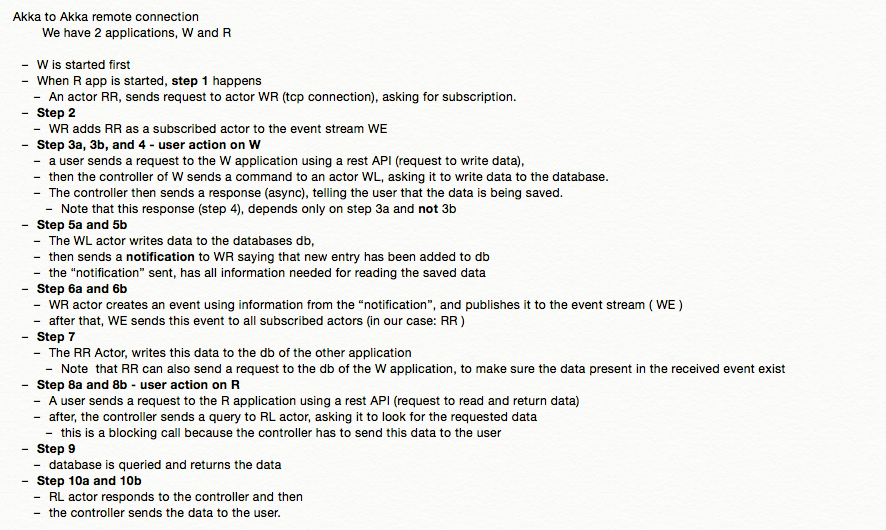 Akka to Akka remote connection
We have 2 applications, W and R
– W is started first
– When R app is started, step 1 happens
– An actor RR, sends request to actor WR (tcp connection), asking for subscription.
– Step 2
– WR adds RR as a subscribed actor to the event stream WE
– Step 3a, 3b, and 4 - user action on W
– a user sends a request to the W application using a rest API (request to write data),
– then the controller of W sends a command to an actor WL, asking it to write data to the database.
– The controller then sends a response (async), telling the user that the data is being saved.
– Note that this response (step 4), depends only on step 3a and not 3b
– Step 5a and 5b
– The WL actor writes data to the databases db,
– then sends a notification to WR saying that new entry has been added to db
– the “notification” sent, has all information needed for reading the saved data
– Step 6a and 6b
– WR actor creates an event using information from the “notification”, and publishes it to the event stream ( WE )
– after that, WE sends this event to all subscribed actors (in our case: RR )
– Step 7
– The RR Actor, writes this data to the db of the other application
– Note  that RR can also send a request to the db of the W application, to make sure the data present in the received event exist
– Step 8a and 8b - user action on R
– A user sends a request to the R application using a rest API (request to read and return data)
– after, the controller sends a query to RL actor, asking it to look for the requested data
– this is a blocking call because the controller has to send this data to the user
– Step 9
– database is queried and returns the data
– Step 10a and 10b
– RL actor responds to the controller and then
– the controller sends the data to the user.